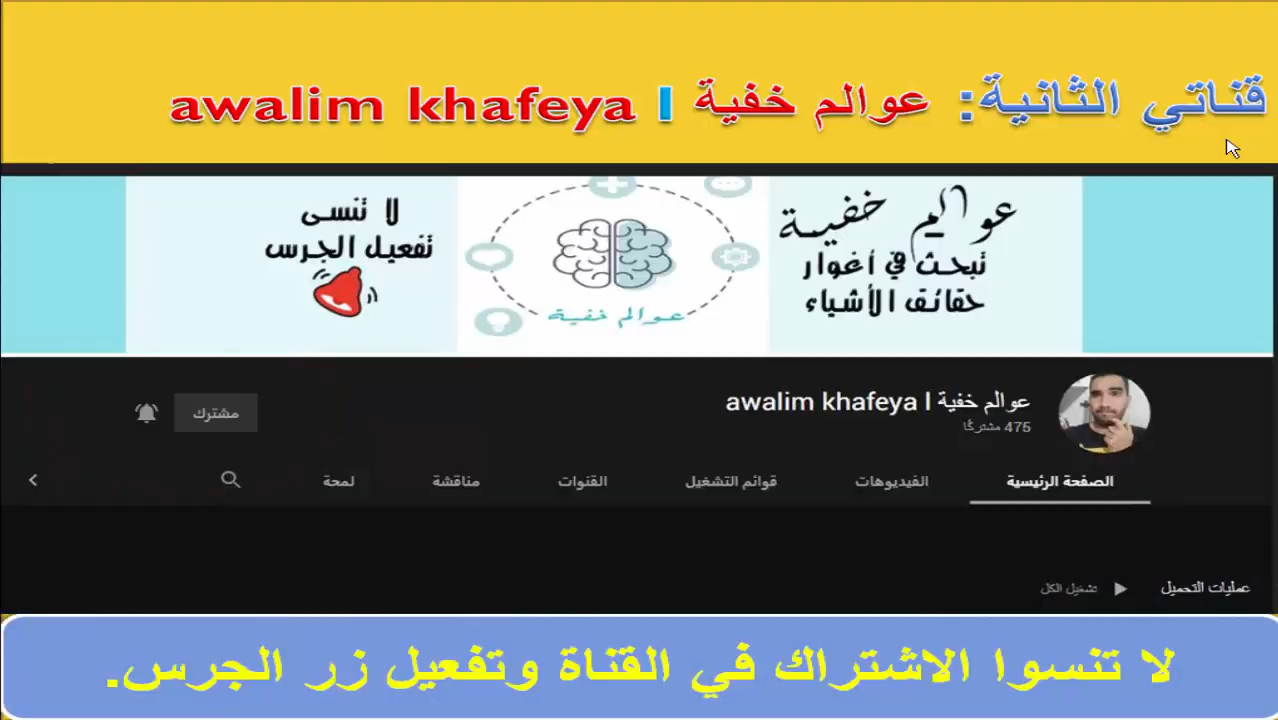 قناتي الثانية: عوالم خفية | awalim khafeya
عوالم خفية
تبحث في أغوار
حقائق الأشياء
عوالم خفية
لا تنسى
تفعيل الجرس
عوالم خفية | awalim khafeya
475 مشتركًا
مشترك
الصفحة الرئيسية
الفيديوهات
قوائم التشغيل
القنوات
مناقشة
لمحة
عمليات التحميل
تشغيل الكل
لا تنسوا الاشتراك في القناة وتفعيل زر الجرس.